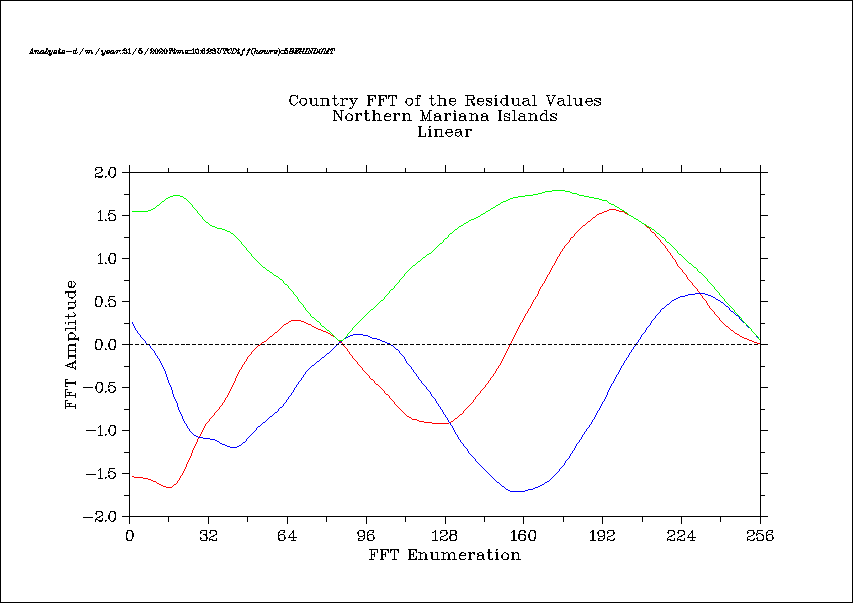 Country FFT of the Residual Values
Northern Mariana Islands
Linear
2.0
1.5
1.0
0.5
0.0
−0.5
−1.0
−1.5
−2.0
FFT Amplitude
0 32 64 96 128 160 192 224 256
FFT Enumeration